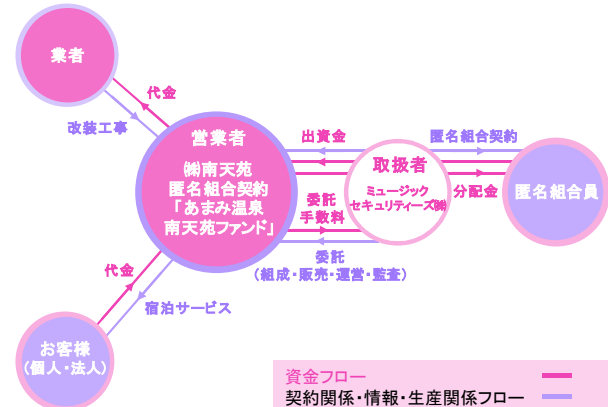 業者
代金
改装工事
営業者
㈱南天苑
匿名組合契約
「あまみ温泉
南天苑ファンド」
出資金
取扱者
ミュージック
セキュリティーズ㈱
匿名組合契約
分配金
匿名組合員
委託
手数料
委託
(組成・販売・運営・監査)
代金
宿泊サービス
お客様
(個人・法人)
資金フロー
契約関係・情報・生産関係フロー